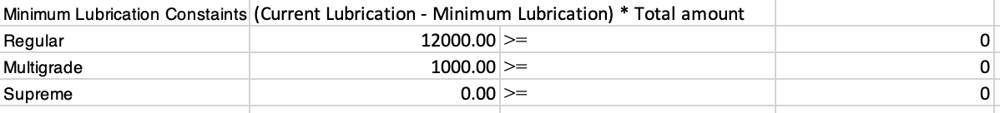 Minimum Lubrication Constaints (Current Lubrication - Minimum Lubrication) * Total amount
Regular 12000.00 >= 0
Multigrade 1000.00 >= 0
Supreme 0.00 >= 0